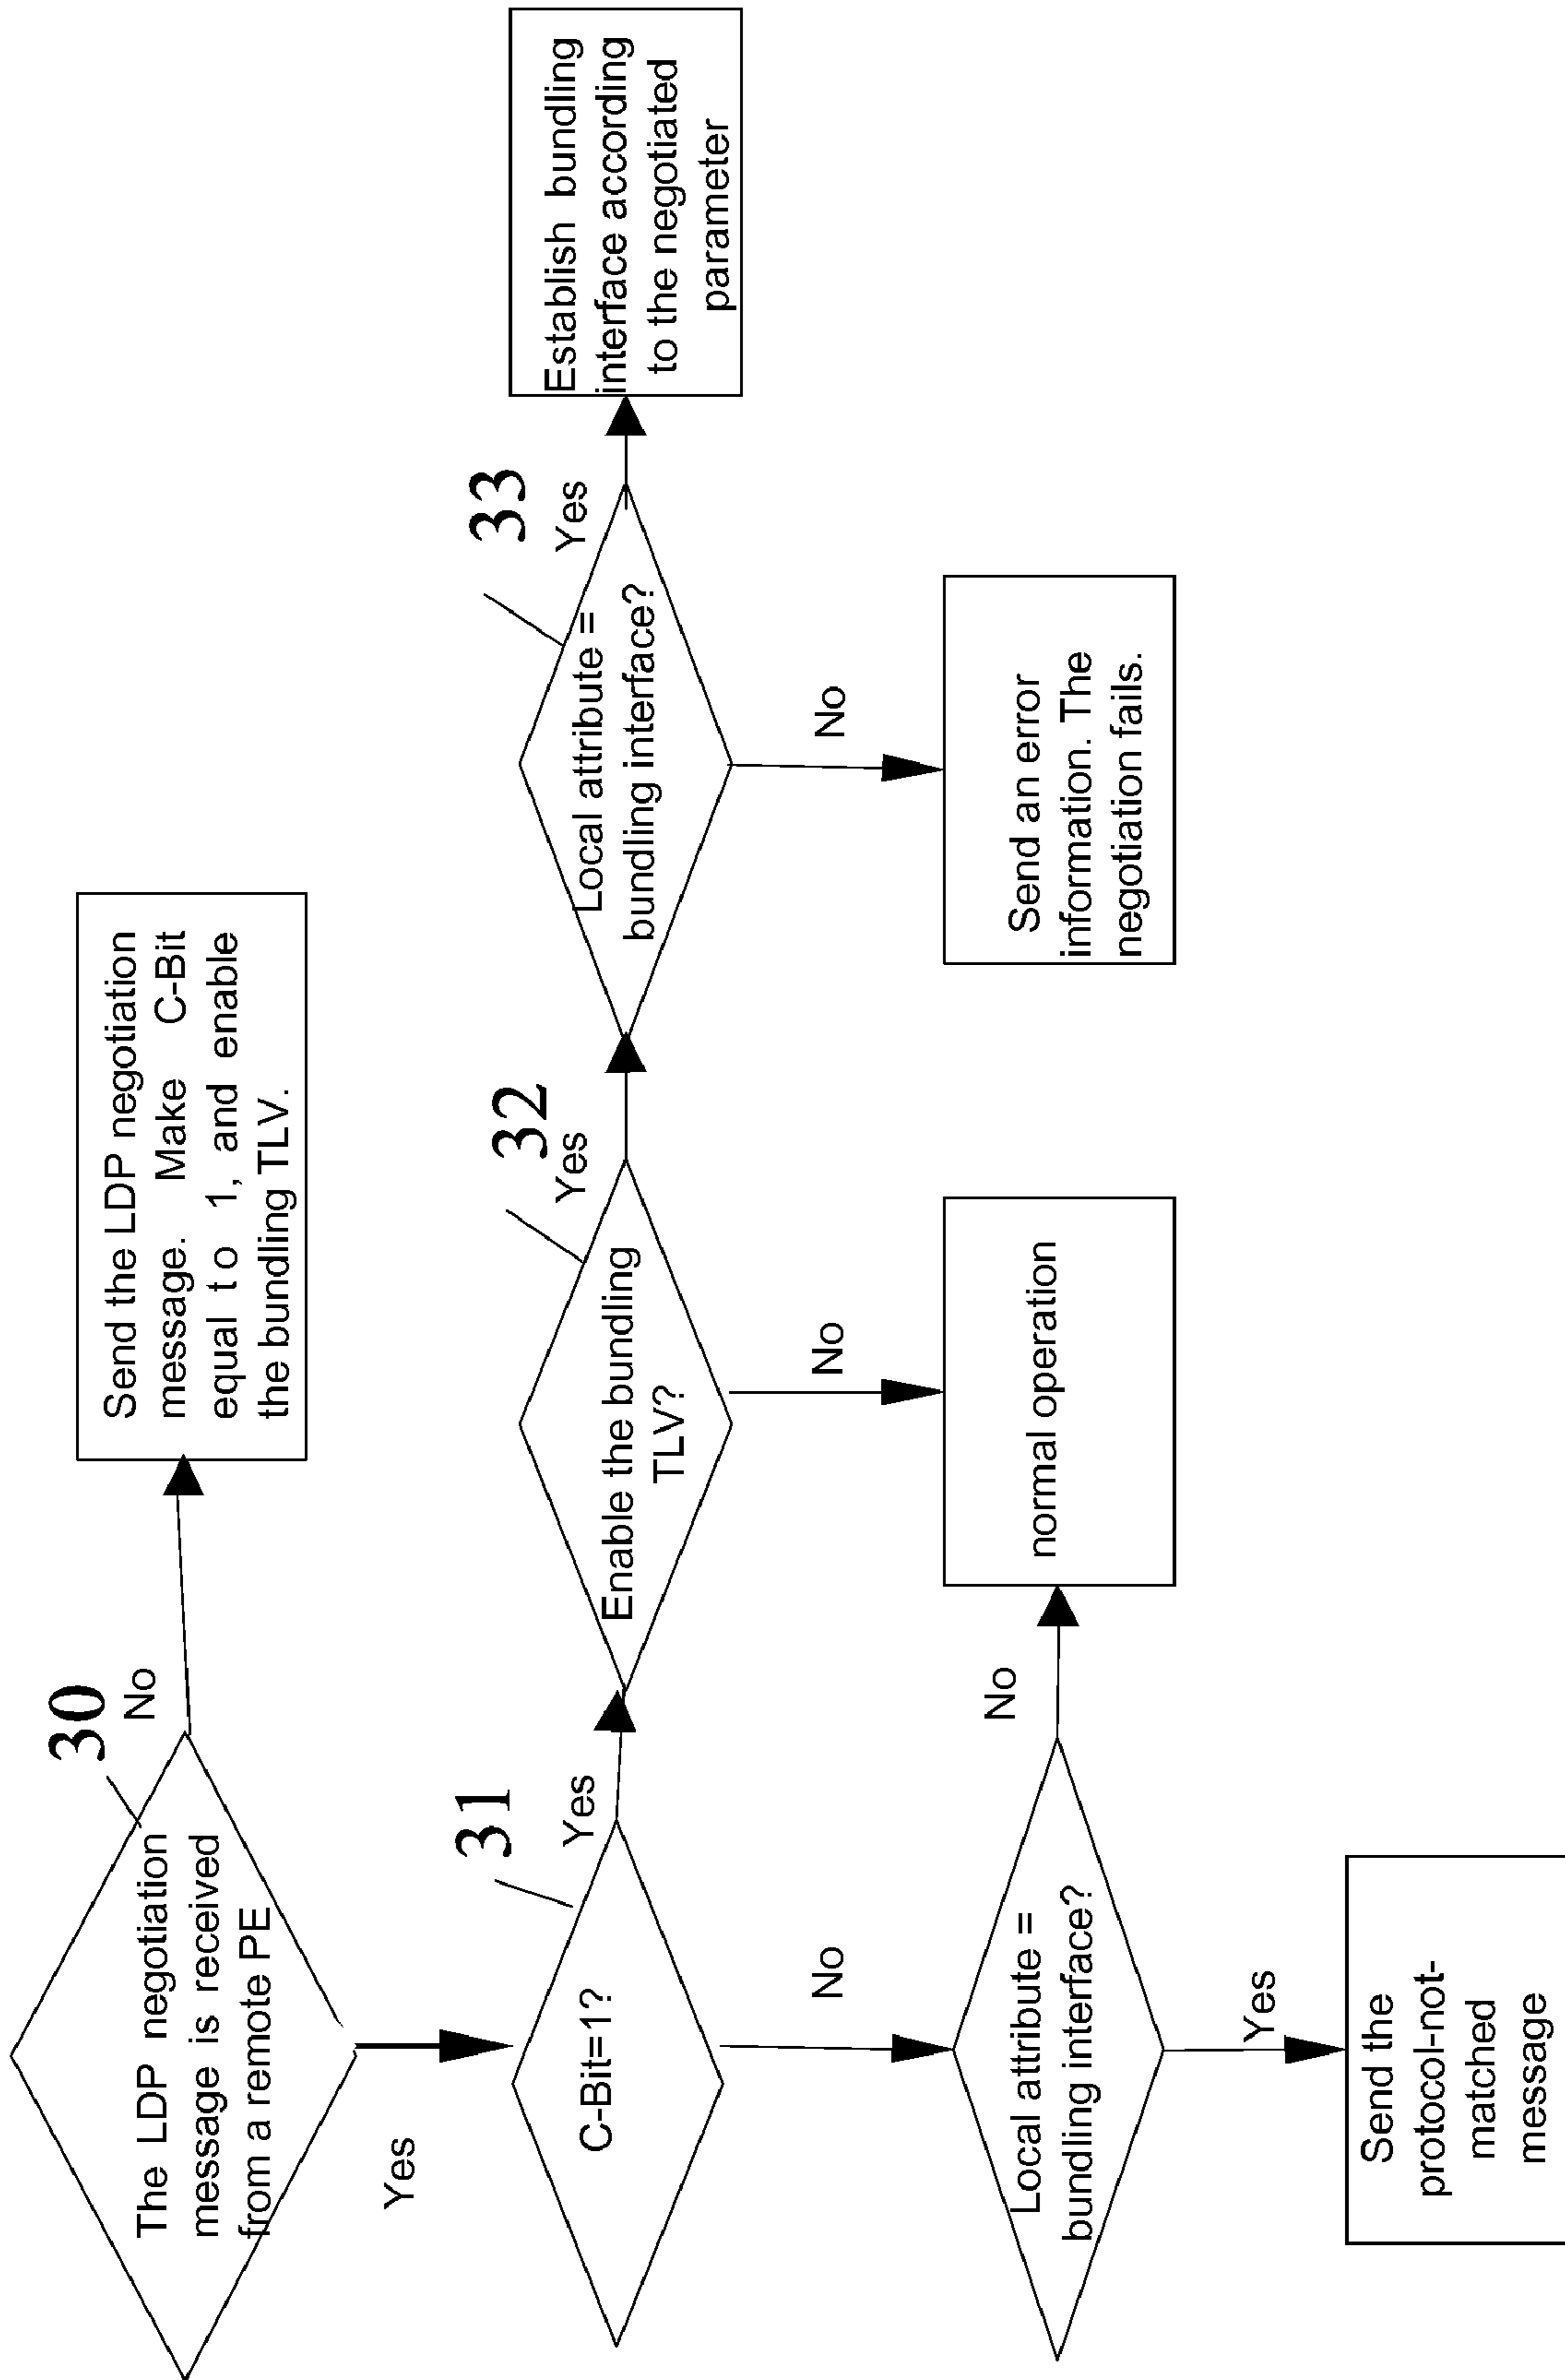 30
The LDP negotiation
message is received
from a remote PE
No
Send the LDP negotiation
message. Make C-Bit
equal to 1, and enable
the bundling TLV.
Yes
31
C-Bit=1?
Yes
32
Enable the bundling
TLV?
Yes
33
Local attribute =
bundling interface?
Yes
Establish bundling
interface according
to the negotiated
parameter
No
No
No
Local attribute =
bundling interface?
No
normal operation
Send an error
information. The
negotiation fails.
Yes
Send the
protocol-not-
matched
message